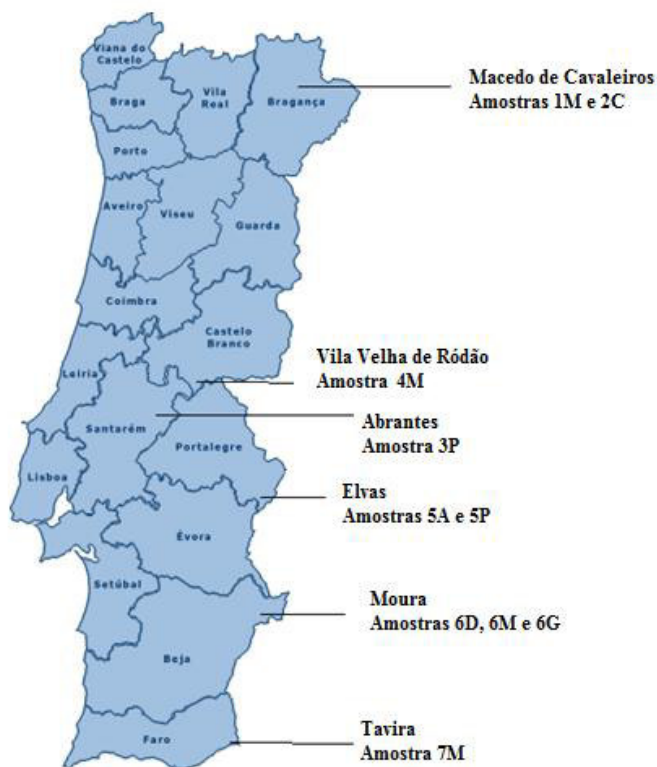 Viana do
Castelo
Braga
Vila
Real
Bragança
Macedo de Cavaleiros
Amostras 1M e 2C
Porto
Aveiro
Viseu
Guarda
Coimbra
Castelo
Branco
Vila Velha de Ródão
Amostra 4M
Leiria
Abrantes
Amostra 3P
Santarém
Portalegre
Lisboa
Elvas
Amostras 5A e 5P
Évora
Setúbal
Moura
Amostras 6D, 6M e 6G
Beja
Tavira
Amostra 7M
Faro